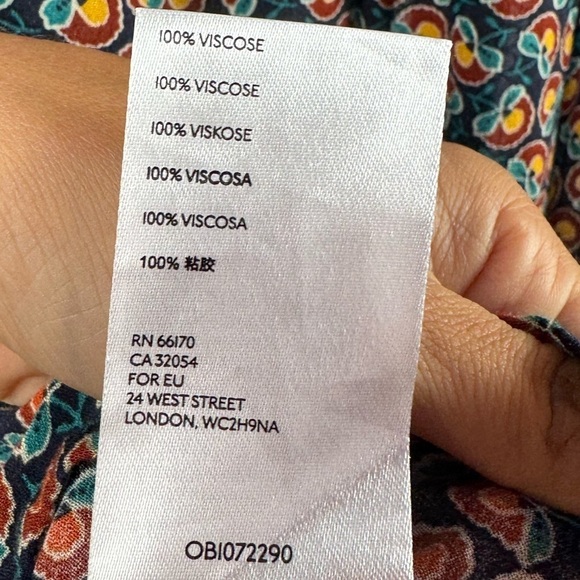 100% VISCOSE
100% VISCOSE
100% VISKOSE
100% VISCOSA
100% VISCOSA
100% 粘胶
RN 66170
CA 32054
FOR EU
24 WEST STREET
LONDON, WC2H9NA
OBI072290